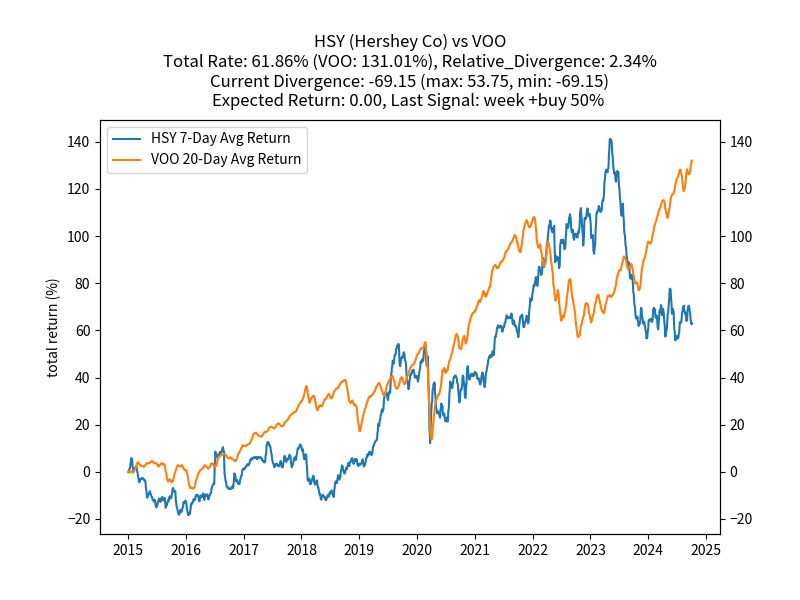 HSY (Hershey Co) vs VOO
Total Rate: 61.86% (VOO: 131.01%), Relative_Divergence: 2.34%
Current Divergence: -69.15 (max: 53.75, min: -69.15)
Expected Return: 0.00, Last Signal: week +buy 50%
HSY 7-Day Avg Return
VOO 20-Day Avg Return
total return (%)
140
120
100
80
60
40
20
0
−20
140
120
100
80
60
40
20
0
−20
2015 2016 2017 2018 2019 2020 2021 2022 2023 2024 2025